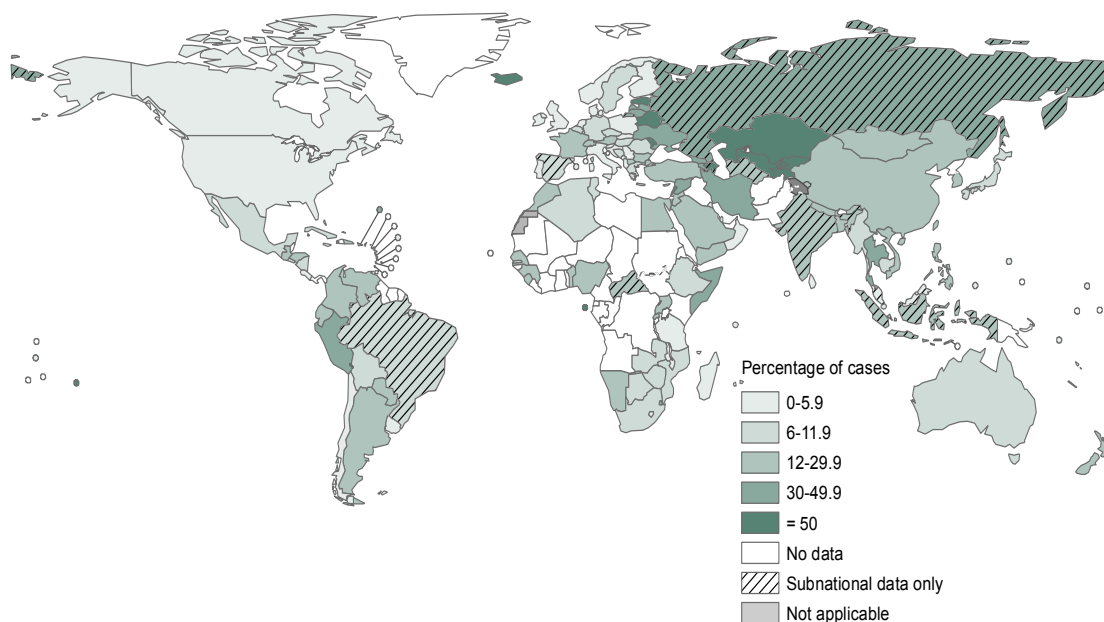 Percentage of cases
0-5.9
6-11.9
12-29.9
30-49.9
= 50
No data
Subnational data only
Not applicable